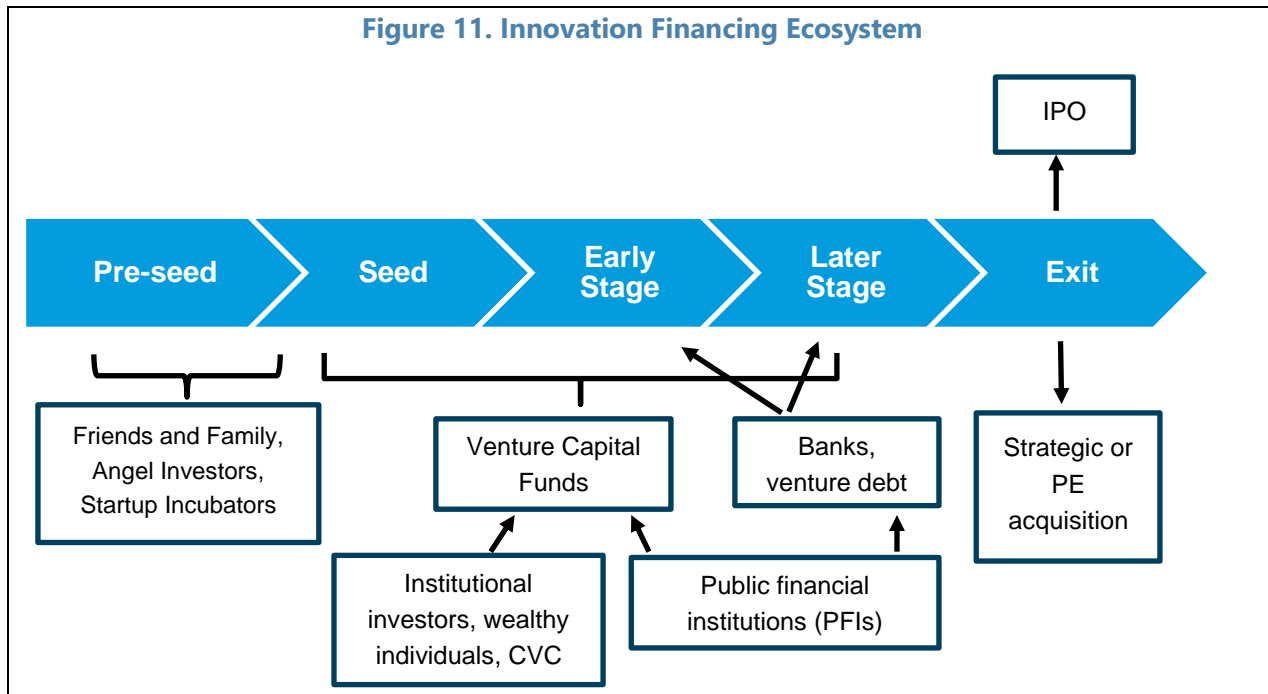 Figure 11. Innovation Financing Ecosystem
IPO
Pre-seed
Seed
Early
Stage
Later
Stage
Exit
Friends and Family,
Angel Investors,
Startup Incubators
Venture Capital
Funds
Banks,
venture debt
Strategic or
PE
acquisition
Institutional
investors, wealthy
individuals, CVC
Public financial
institutions (PFIs)